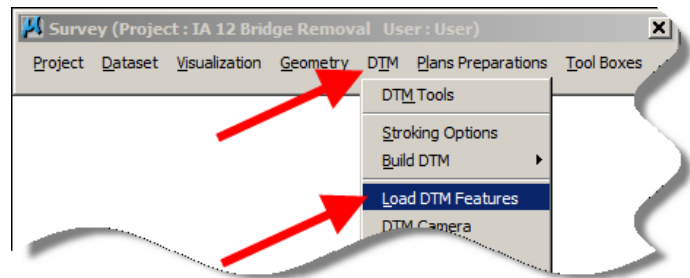 Survey (Project : IA 12 Bridge Removal User : User)
Project Dataset Visualization Geometry DTM Plans Preparations Tool Boxes
DTM Tools
Stroking Options
Build DTM
Load DTM Features
DTM Camera